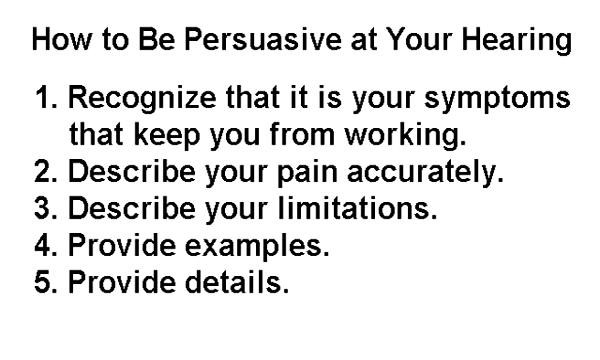 How to Be Persuasive at Your Hearing
1. Recognize that it is your symptoms
that keep you from working.
2. Describe your pain accurately.
3. Describe your limitations.
4. Provide examples.
5. Provide details.